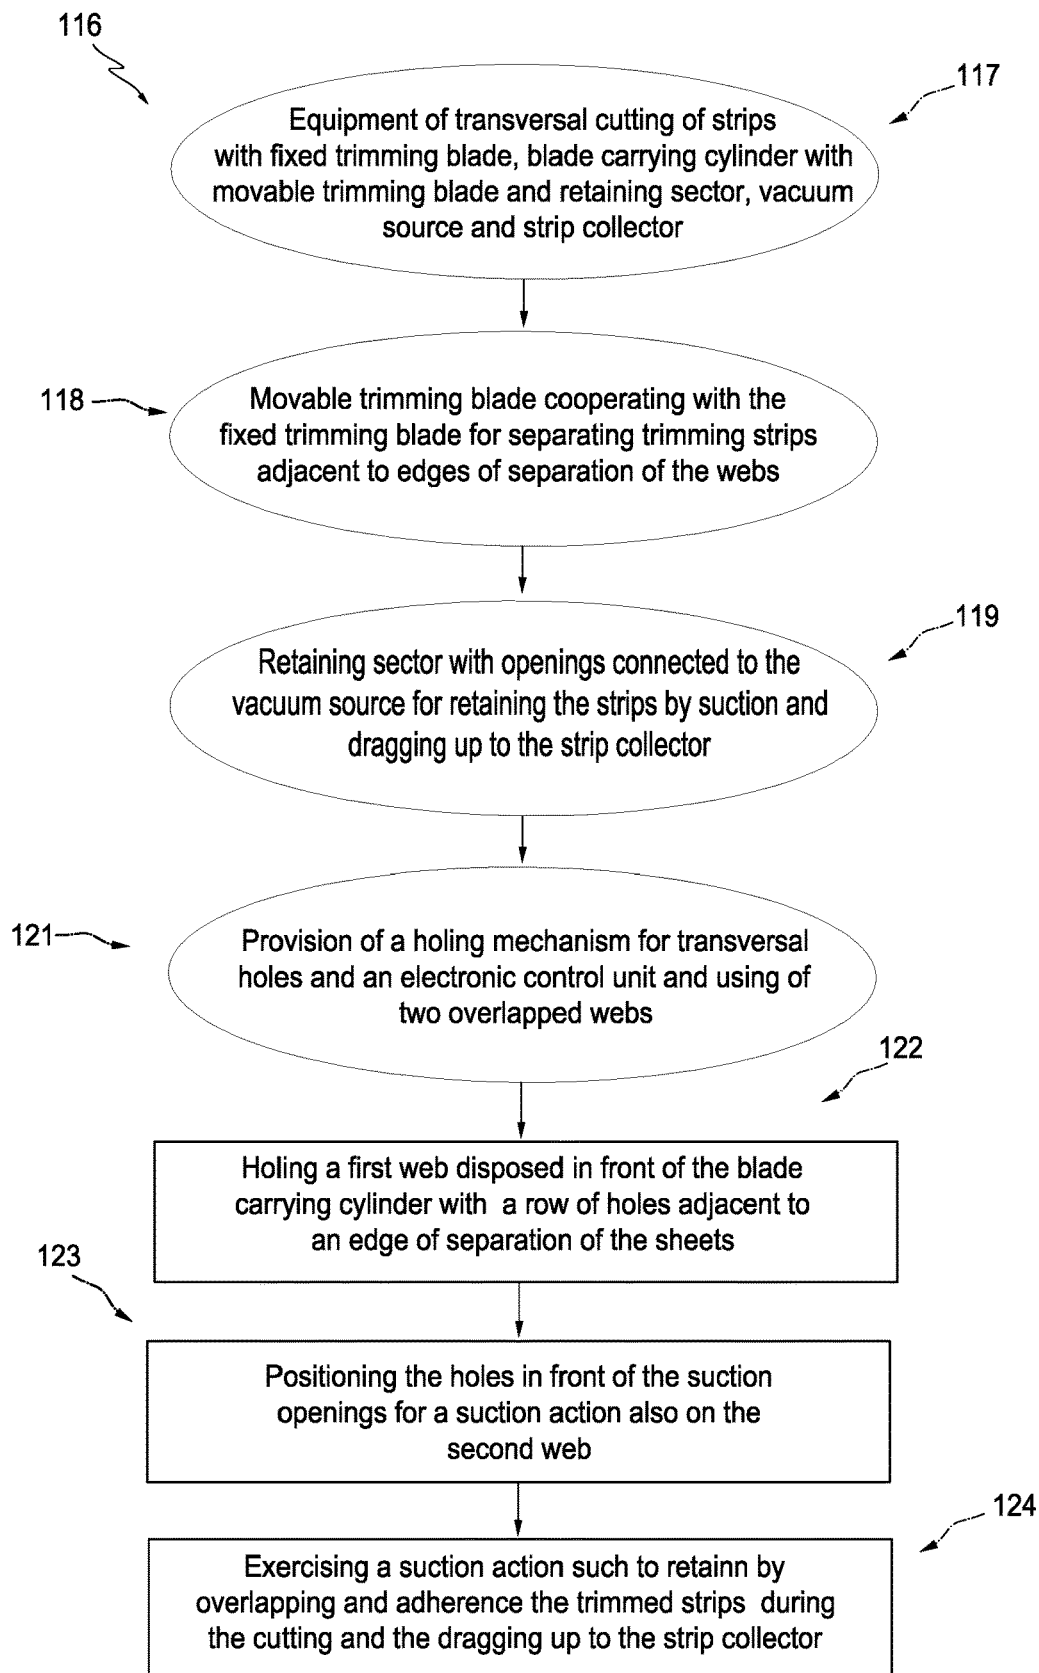 116
117
Equipment of transversal cutting of strips
with fixed trimming blade, blade carrying cylinder with
movable trimming blade and retaining sector, vacuum
source and strip collector
118
Movable trimming blade cooperating with the
fixed trimming blade for separating trimming strips
adjacent to edges of separation of the webs
119
Retaining sector with openings connected to the
vacuum source for retaining the strips by suction and
dragging up to the strip collector
121
Provision of a holing mechanism for transversal
holes and an electronic control unit and using of
two overlapped webs
122
Holing a first web disposed in front of the blade
carrying cylinder with a row of holes adjacent to
an edge of separation of the sheets
123
Positioning the holes in front of the suction
openings for a suction action also on the
second web
124
Exercising a suction action such to retainn by
overlapping and adherence the trimmed strips during
the cutting and the dragging up to the strip collector